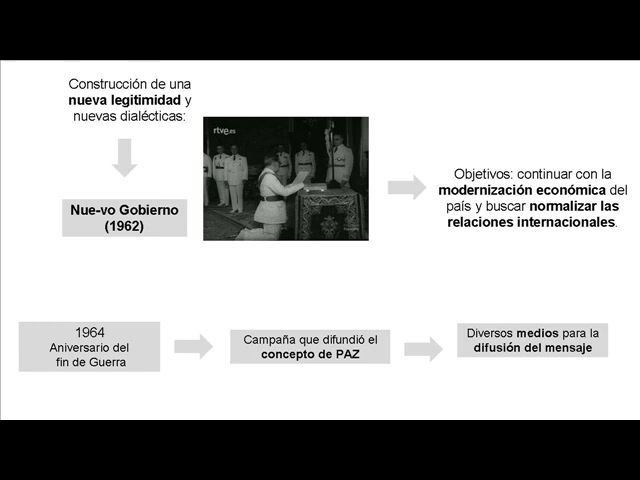 Construcción de una
nueva legitimidad y
nuevas dialécticas:
Nue-vo Gobierno
(1962)
rtve.es
Objetivos: continuar con la
modernización económica del
país y buscar normalizar las
relaciones internacionales.
1964
Aniversario del
fin de Guerra
Campaña que difundió el
concepto de PAZ
Diversos medios para la
difusión del mensaje